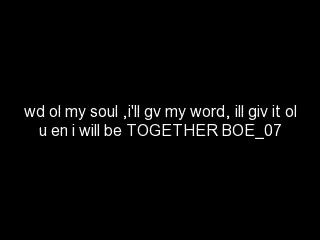 wd ol my soul ,i'll gv my word, ill giv it ol
u en i will be TOGETHER BOE_07